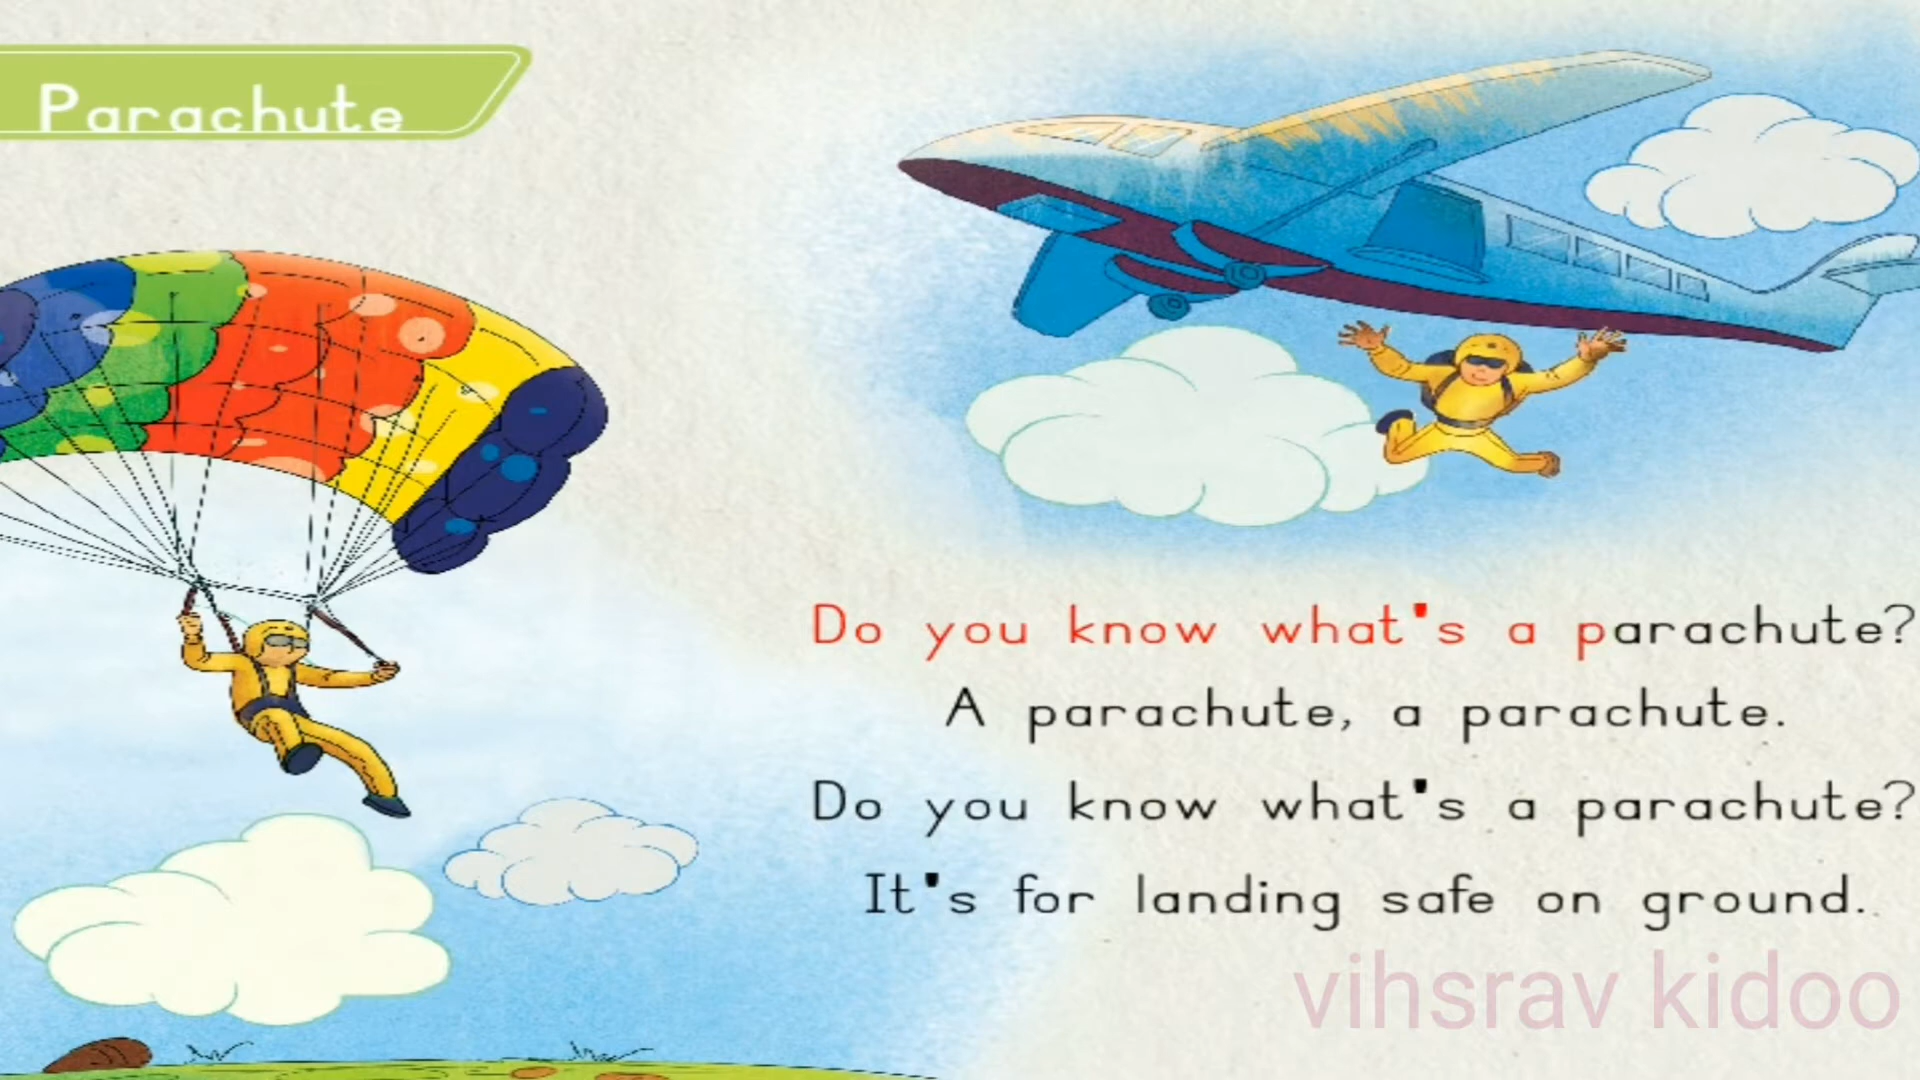 Parachute
Do you know what's a parachute?
A parachute, a parachute.
Do you know what's a parachute?
It's for landing safe on ground.
vihsrav kidoo